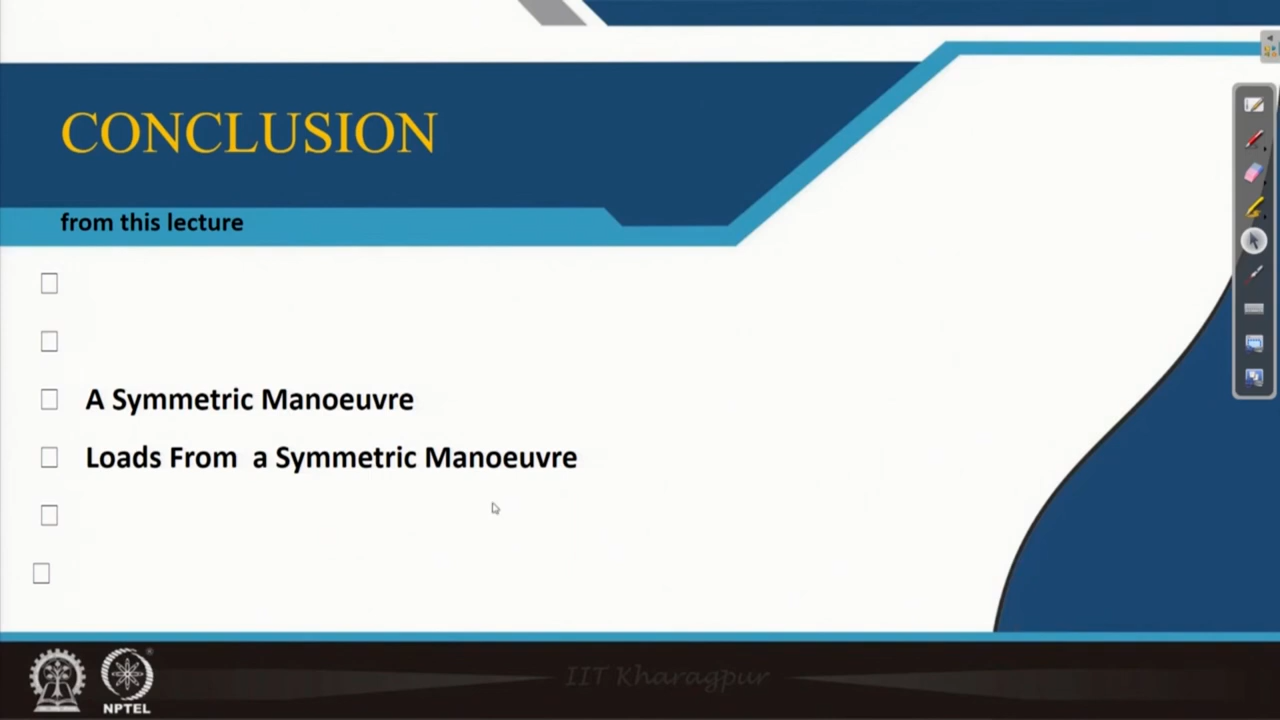 CONCLUSION
from this lecture
A Symmetric Manoeuvre
Loads From a Symmetric Manoeuvre
IIT Kharagpur
NPTEL